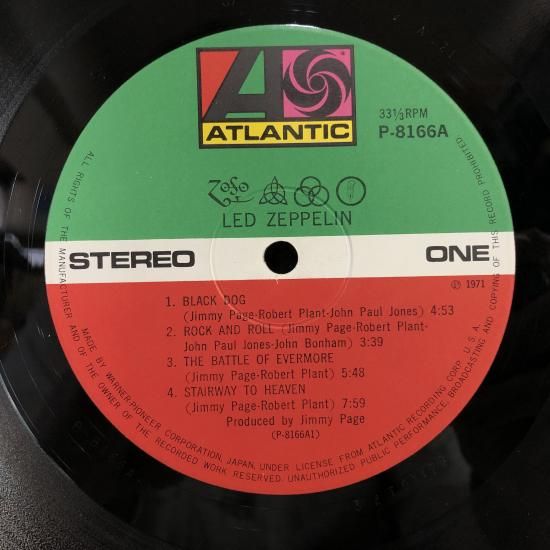 ATLANTIC
33⅓RPM
P-8166A
LED ZEPPELIN
STEREO
ONE
℗ 1971
1. BLACK DOG
(Jimmy Page-Robert Plant-John Paul Jones) 4:53
2. ROCK AND ROLL (Jimmy Page-Robert Plant-
John Paul Jones-John Bonham) 3:39
3. THE BATTLE OF EVERMORE
(Jimmy Page-Robert Plant) 5:48
4. STAIRWAY TO HEAVEN
(Jimmy Page-Robert Plant) 7:59
Produced by Jimmy Page
(P-8166A1)
ALL RIGHTS OF THE MANUFACTURER AND OF THE OWNER OF THE RECORDED WORK RESERVED. UNAUTHORIZED PUBLIC PERFORMANCE, BROADCASTING AND COPYING OF THIS RECORD PROHIBITED.
MADE BY WARNER-PIONEER CORPORATION, JAPAN, UNDER LICENSE FROM ATLANTIC RECORDING CORP. U.S.A.